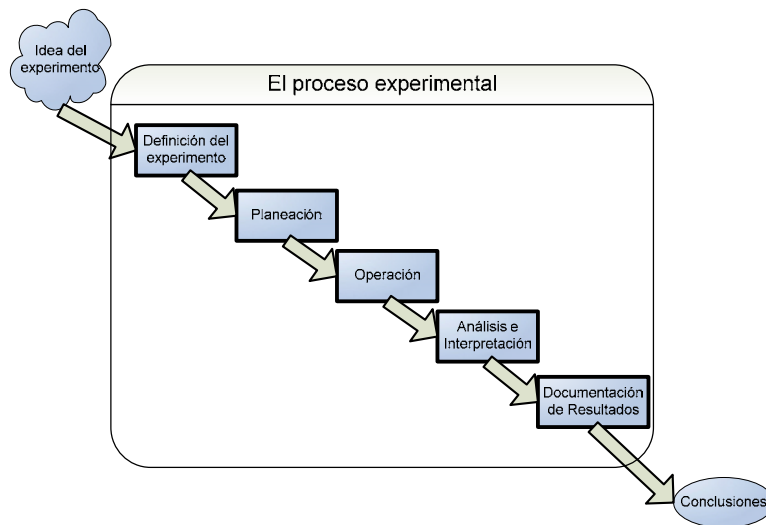 Idea del
experimento
El proceso experimental
Definición del
experimento
Planeación
Operación
Análisis e
Interpretación
Documentación
de Resultados
Conclusiones